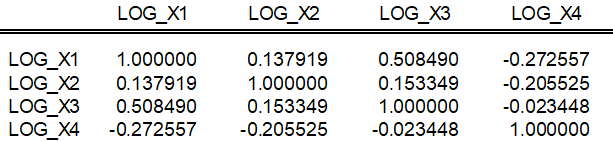 LOG_X1 LOG_X2 LOG_X3 LOG_X4
LOG_X1 1.000000 0.137919 0.508490 -0.272557
LOG_X2 0.137919 1.000000 0.153349 -0.205525
LOG_X3 0.508490 0.153349 1.000000 -0.023448
LOG_X4 -0.272557 -0.205525 -0.023448 1.000000